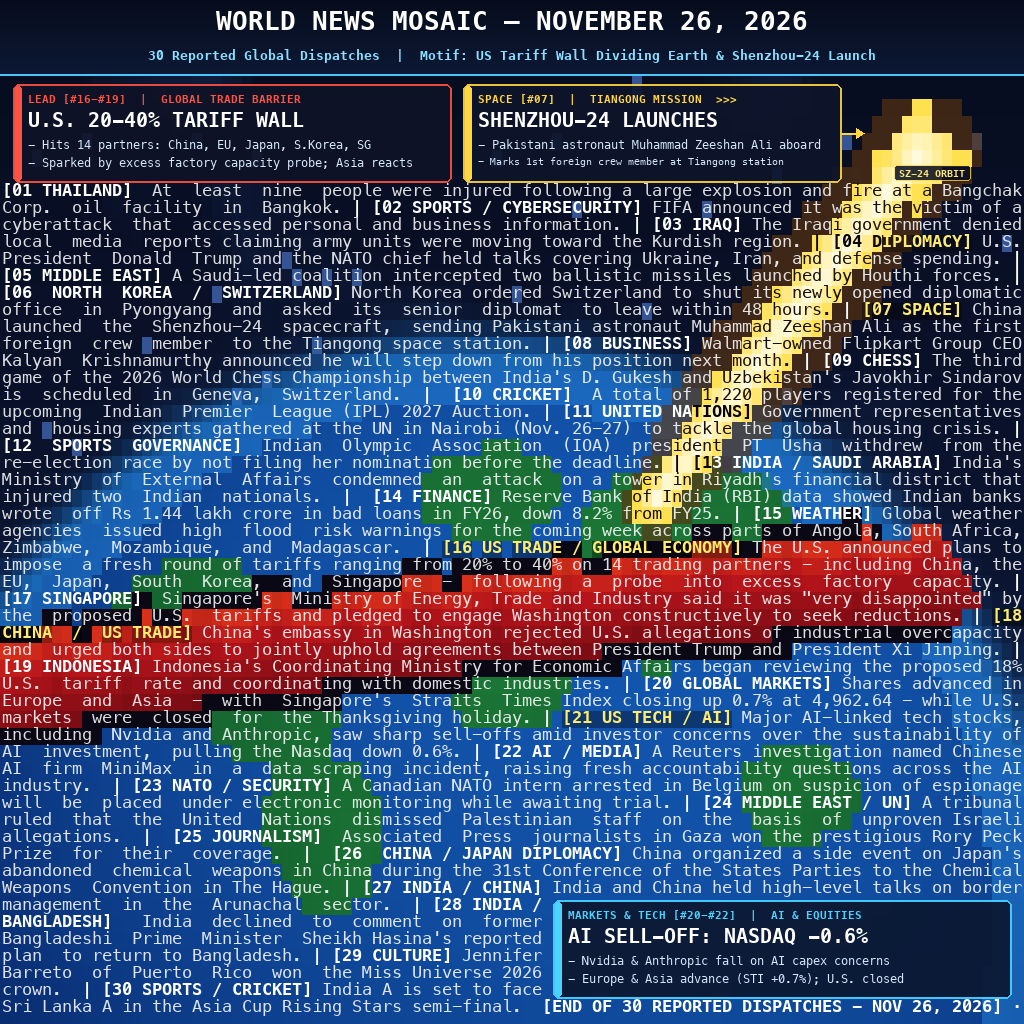 WORLD NEWS MOSAIC — NOVEMBER 26, 2026
30 Reported Global Dispatches | Motif: US Tariff Wall Dividing Earth & Shenzhou-24 Launch
LEAD [#16-#19] | GLOBAL TRADE BARRIER
U.S. 20-40% TARIFF WALL
- Hits 14 partners: China, EU, Japan, S.Korea, SG
- Sparked by excess factory capacity probe; Asia reacts
SPACE [#07] | TIANGONG MISSION >>>
SHENZHOU-24 LAUNCHES
- Pakistani astronaut Muhammad Zeeshan Ali aboard
- Marks 1st foreign crew member at Tiangong station
SZ-24 ORBIT
[01 THAILAND] At least nine people were injured following a large explosion and fire at a Bangchak
Corp. oil facility in Bangkok. | [02 SPORTS / CYBERSECURITY] FIFA announced it was the victim of a
cyberattack that accessed personal and business information. | [03 IRAQ] The Iraqi government denied
local media reports claiming army units were moving toward the Kurdish region. | [04 DIPLOMACY] U.S.
President Donald Trump and the NATO chief held talks covering Ukraine, Iran, and defense spending. |
[05 MIDDLE EAST] A Saudi-led coalition intercepted two ballistic missiles launched by Houthi forces. |
[06 NORTH KOREA / SWITZERLAND] North Korea ordered Switzerland to shut its newly opened diplomatic
office in Pyongyang and asked its senior diplomat to leave within 48 hours. | [07 SPACE] China
launched the Shenzhou-24 spacecraft, sending Pakistani astronaut Muhammad Zeeshan Ali as the first
foreign crew member to the Tiangong space station. | [08 BUSINESS] Walmart-owned Flipkart Group CEO
Kalyan Krishnamurthy announced he will step down from his position next month. | [09 CHESS] The third
game of the 2026 World Chess Championship between India's D. Gukesh and Uzbekistan's Javokhir Sindarov
is scheduled in Geneva, Switzerland. | [10 CRICKET] A total of 1,220 players registered for the
upcoming Indian Premier League (IPL) 2027 Auction. | [11 UNITED NATIONS] Government representatives
and housing experts gathered at the UN in Nairobi (Nov. 26-27) to tackle the global housing crisis. |
[12 SPORTS GOVERNANCE] Indian Olympic Association (IOA) president PT Usha withdrew from the
re-election race by not filing her nomination before the deadline. | [13 INDIA / SAUDI ARABIA] India's
Ministry of External Affairs condemned an attack on a tower in Riyadh's financial district that
injured two Indian nationals. | [14 FINANCE] Reserve Bank of India (RBI) data showed Indian banks
wrote off Rs 1.44 lakh crore in bad loans in FY26, down 8.2% from FY25. | [15 WEATHER] Global weather
agencies issued high flood risk warnings for the coming week across parts of Angola, South Africa,
Zimbabwe, Mozambique, and Madagascar. | [16 US TRADE / GLOBAL ECONOMY] The U.S. announced plans to
impose a fresh round of tariffs ranging from 20% to 40% on 14 trading partners — including China, the
EU, Japan, South Korea, and Singapore — following a probe into excess factory capacity. |
[17 SINGAPORE] Singapore's Ministry of Energy, Trade and Industry said it was "very disappointed" by
the proposed U.S. tariffs and pledged to engage Washington constructively to seek reductions. | [18
CHINA / US TRADE] China's embassy in Washington rejected U.S. allegations of industrial overcapacity
and urged both sides to jointly uphold agreements between President Trump and President Xi Jinping. |
[19 INDONESIA] Indonesia's Coordinating Ministry for Economic Affairs began reviewing the proposed 18%
U.S. tariff rate and coordinating with domestic industries. | [20 GLOBAL MARKETS] Shares advanced in
Europe and Asia — with Singapore's Straits Times Index closing up 0.7% at 4,962.64 — while U.S.
markets were closed for the Thanksgiving holiday. | [21 US TECH / AI] Major AI-linked tech stocks,
including Nvidia and Anthropic, saw sharp sell-offs amid investor concerns over the sustainability of
AI investment, pulling the Nasdaq down 0.6%. | [22 AI / MEDIA] A Reuters investigation named Chinese
AI firm MiniMax in a data scraping incident, raising fresh accountability questions across the AI
industry. | [23 NATO / SECURITY] A Canadian NATO intern arrested in Belgium on suspicion of espionage
will be placed under electronic monitoring while awaiting trial. | [24 MIDDLE EAST / UN] A tribunal
ruled that the United Nations dismissed Palestinian staff on the basis of unproven Israeli
allegations. | [25 JOURNALISM] Associated Press journalists in Gaza won the prestigious Rory Peck
Prize for their coverage. | [26 CHINA / JAPAN DIPLOMACY] China organized a side event on Japan's
abandoned chemical weapons in China during the 31st Conference of the States Parties to the Chemical
Weapons Convention in The Hague. | [27 INDIA / CHINA] India and China held high-level talks on border
management in the Arunachal sector. | [28 INDIA /
BANGLADESH] India declined to comment on former
Bangladeshi Prime Minister Sheikh Hasina's reported
plan to return to Bangladesh. | [29 CULTURE] Jennifer
Barreto of Puerto Rico won the Miss Universe 2026
crown. | [30 SPORTS / CRICKET] India A is set to face
Sri Lanka A in the Asia Cup Rising Stars semi-final. [END OF 30 REPORTED DISPATCHES — NOV 26, 2026] ·
MARKETS & TECH [#20-#22] | AI & EQUITIES
AI SELL-OFF: NASDAQ -0.6%
- Nvidia & Anthropic fall on AI capex concerns
- Europe & Asia advance (STI +0.7%); U.S. closed